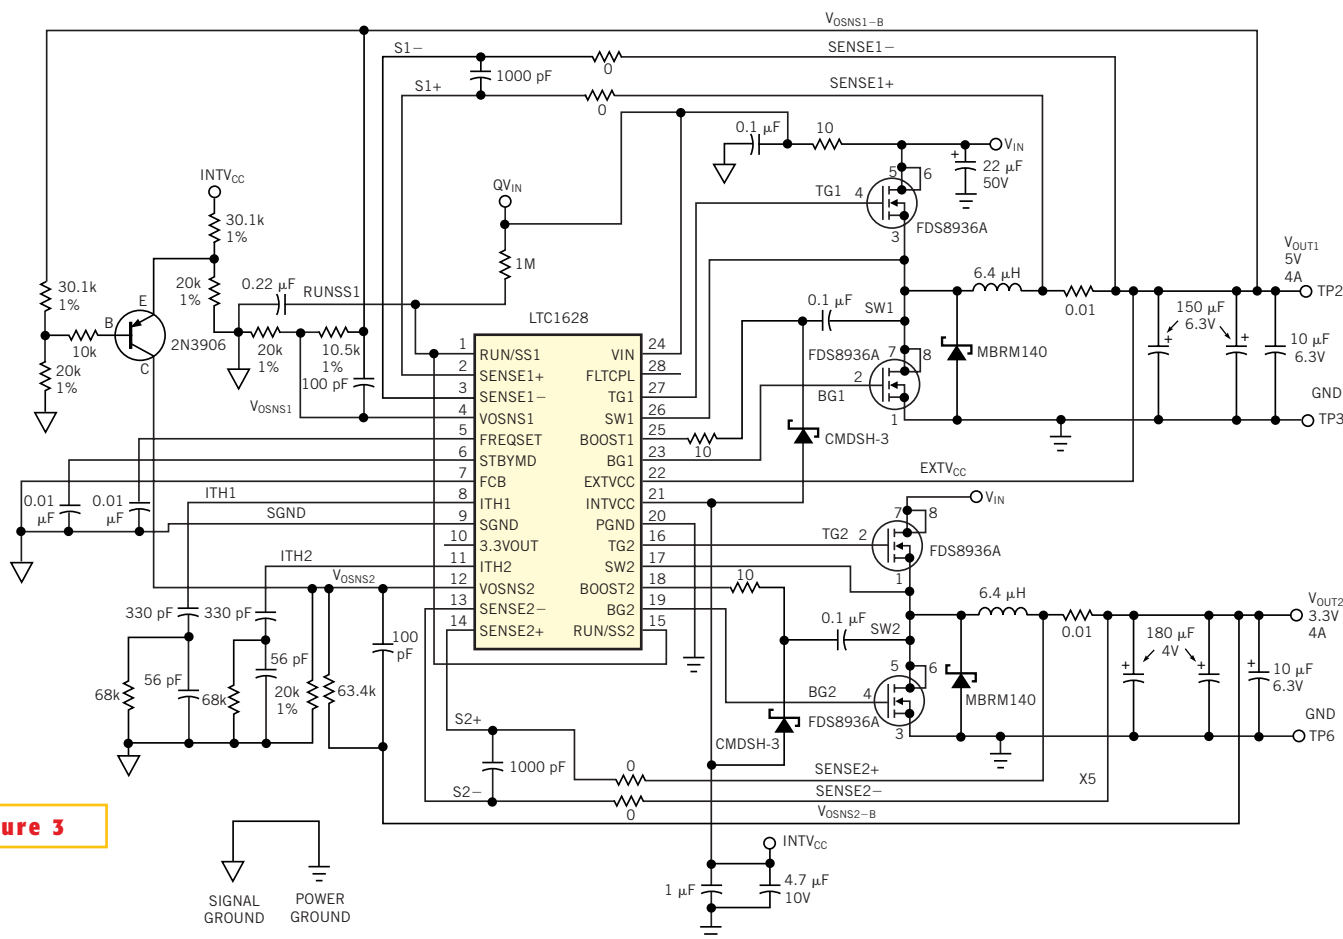 VOSNS1–B
S1–
SENSE1–
1000 pF
0
S1+
SENSE1+
0
0.1 µF
10
VIN
+
22 µF
50V
INTVCC
QVIN
5
6
TG1
4
FDS8936A
3
30.1k
1%
1M
VOUT1
5V
4A
30.1k
1%
20k
1%
0.22 µF
RUNSS1
6.4 µH
TP2
0.01
E
B
C
10k
2N3906
20k
1%
20k
1%
10.5k
1%
100 pF
VOSNS1
0.1 µF
SW1
150 µF
6.3V
+
+
10 µF
6.3V
FDS8936A
7
8
2
BG1
1
MBRM140
GND
TP3
LTC1628
1
RUN/SS1
VIN
24
2
SENSE1+
FLTCPL
28
3
SENSE1–
TG1
27
4
VOSNS1
SW1
26
5
FREQSET
BOOST1
25
10
CMDSH-3
6
STBYMD
BG1
23
7
FCB
EXTVCC
22
EXTVCC
8
ITH1
INTVCC
21
9
SGND
PGND
20
10
3.3VOUT
TG2
16
11
ITH2
SW2
17
12
VOSNS2
BOOST2
18
13
SENSE2–
BG2
19
14
SENSE2+
RUN/SS2
15
0.01
µF
0.01
µF
ITH1
SGND
ITH2
VOSNS2
VIN
7
8
TG2
2
FDS8936A
1
10
6.4 µH
VOUT2
3.3V
4A
0.01
330 pF
330 pF
100
pF
0.1 µF
SW2
180 µF
4V
+
+
+
10 µF
6.3V
56 pF
56 pF
68k
68k
20k
1%
63.4k
5
6
BG2
4
FDS8936A
3
MBRM140
GND
TP6
S2+
CMDSH-3
1000 pF
0
SENSE2+
X5
S2–
0
SENSE2–
VOSNS2–B
ure 3
INTVCC
1 µF
4.7 µF
10V
SIGNAL
GROUND
POWER
GROUND